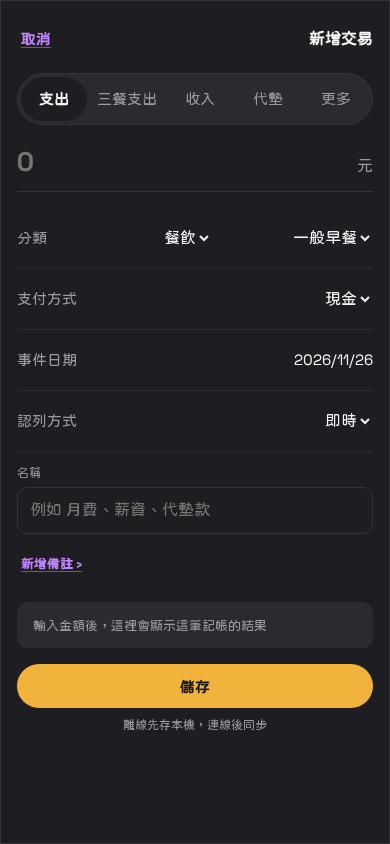 取消 新增交易
支出 三餐支出 收入 代墊 更多
0 元
分類 餐飲 一般早餐
支付方式 現金
事件日期 2026/11/26
認列方式 即時
名稱
例如 月費、薪資、代墊款
新增備註 >
輸入金額後，這裡會顯示這筆記帳的結果
儲存
離線先存本機，連線後同步